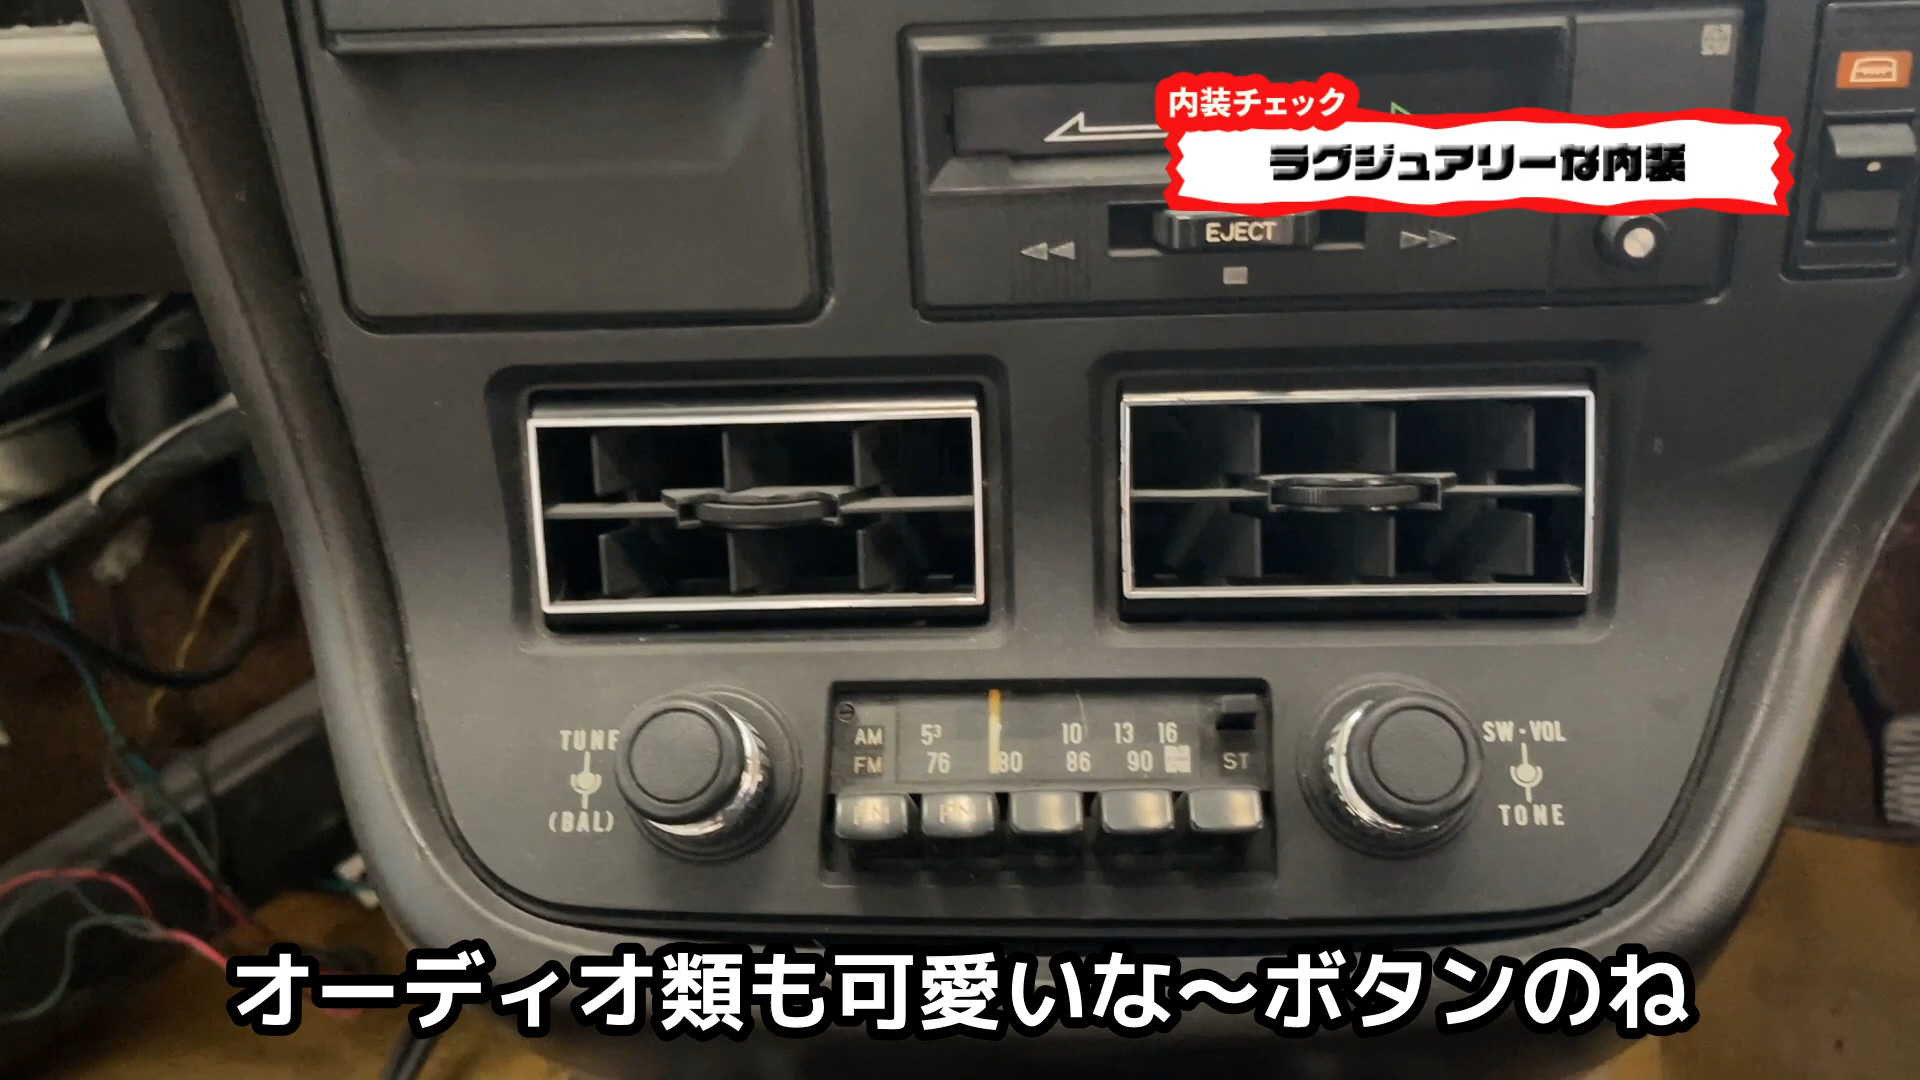 内装チェック
ラグジュアリーな内装
EJECT
TUNE
(BAL)
AM 5³ 10 13 16
FM 76 80 86 90 ST
SW・VOL
TONE
オーディオ類も可愛いな〜ボタンのね